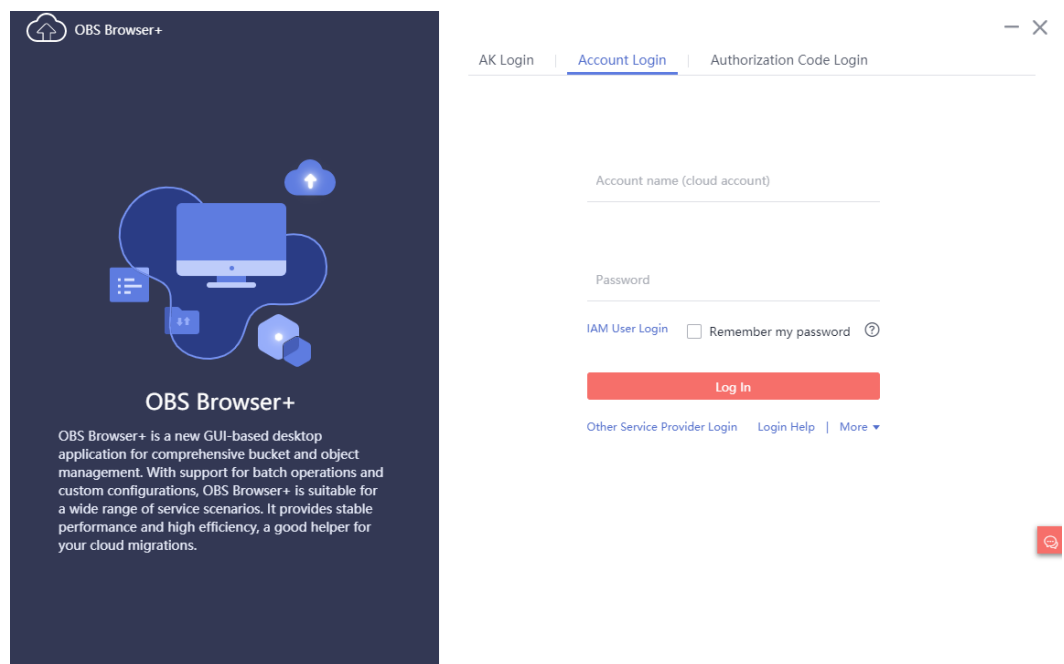 OBS Browser+
AK Login
Account Login
Authorization Code Login
Account name (cloud account)
Password
IAM User Login
Remember my password
Log In
Other Service Provider Login
Login Help | More
OBS Browser+
OBS Browser+ is a new GUI-based desktop
application for comprehensive bucket and object
management. With support for batch operations and
custom configurations, OBS Browser+ is suitable for
a wide range of service scenarios. It provides stable
performance and high efficiency, a good helper for
your cloud migrations.